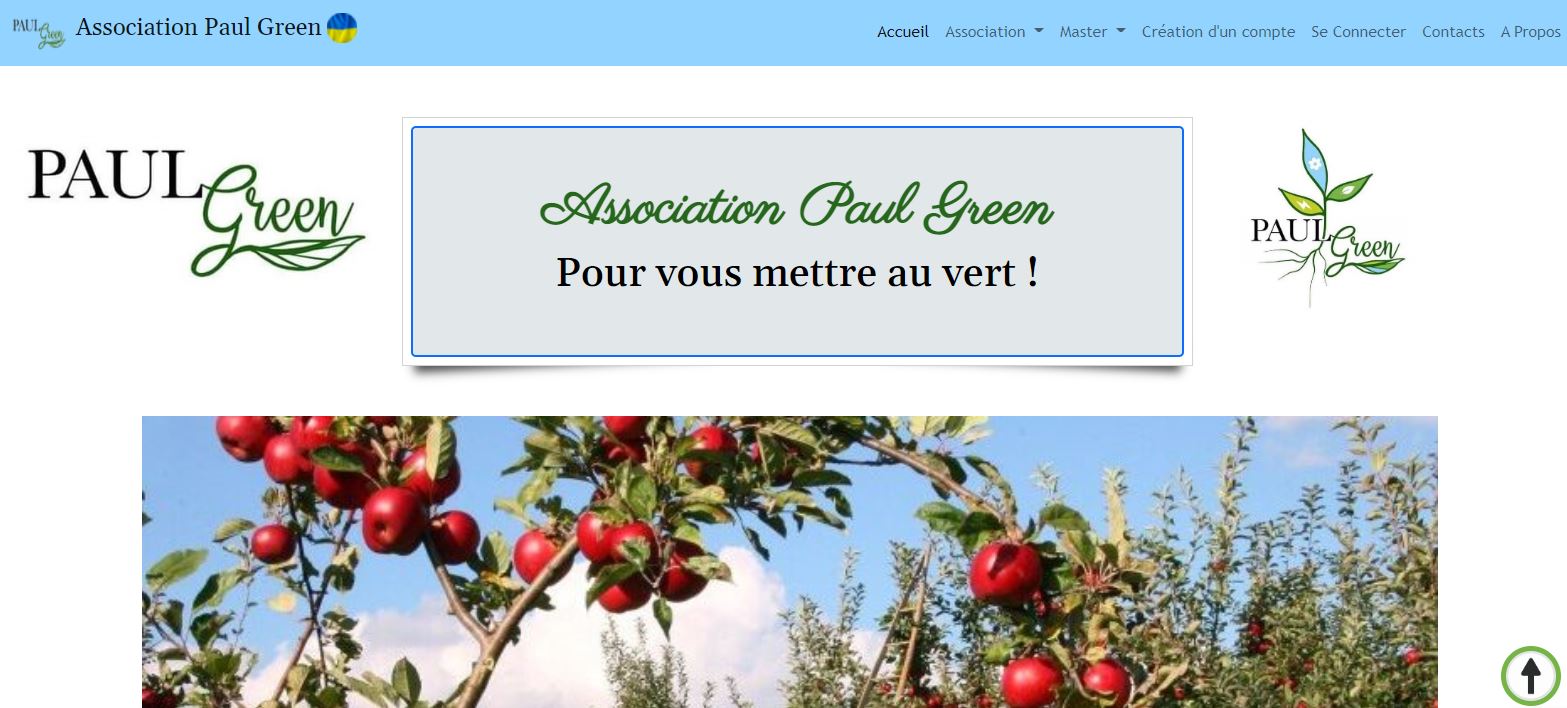 PAUL Green Association Paul Green
Accueil Association Master Création d'un compte Se Connecter Contacts A Propos
PAUL Green
Association Paul Green
Pour vous mettre au vert !
PAUL Green